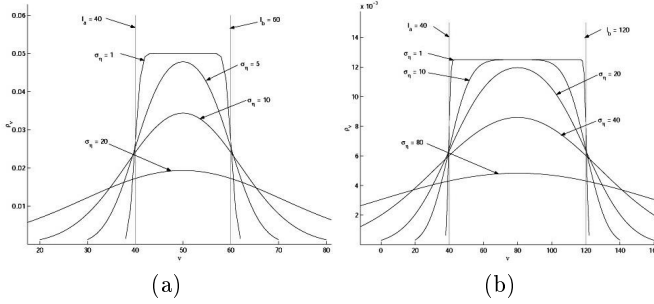 I_a = 40
I_b = 60
0.06
0.05
0.04
0.03
0.02
0.01
ρ_v
σ_η = 1
σ_η = 5
σ_η = 10
σ_η = 20
20 30 40 50 60 70 80
v
(a)
x 10^-3
I_a = 40
I_b = 120
14
12
10
8
6
4
2
ρ_v
σ_η = 1
σ_η = 10
σ_η = 20
σ_η = 40
σ_η = 80
20 40 60 80 100 120 140 160
v
(b)